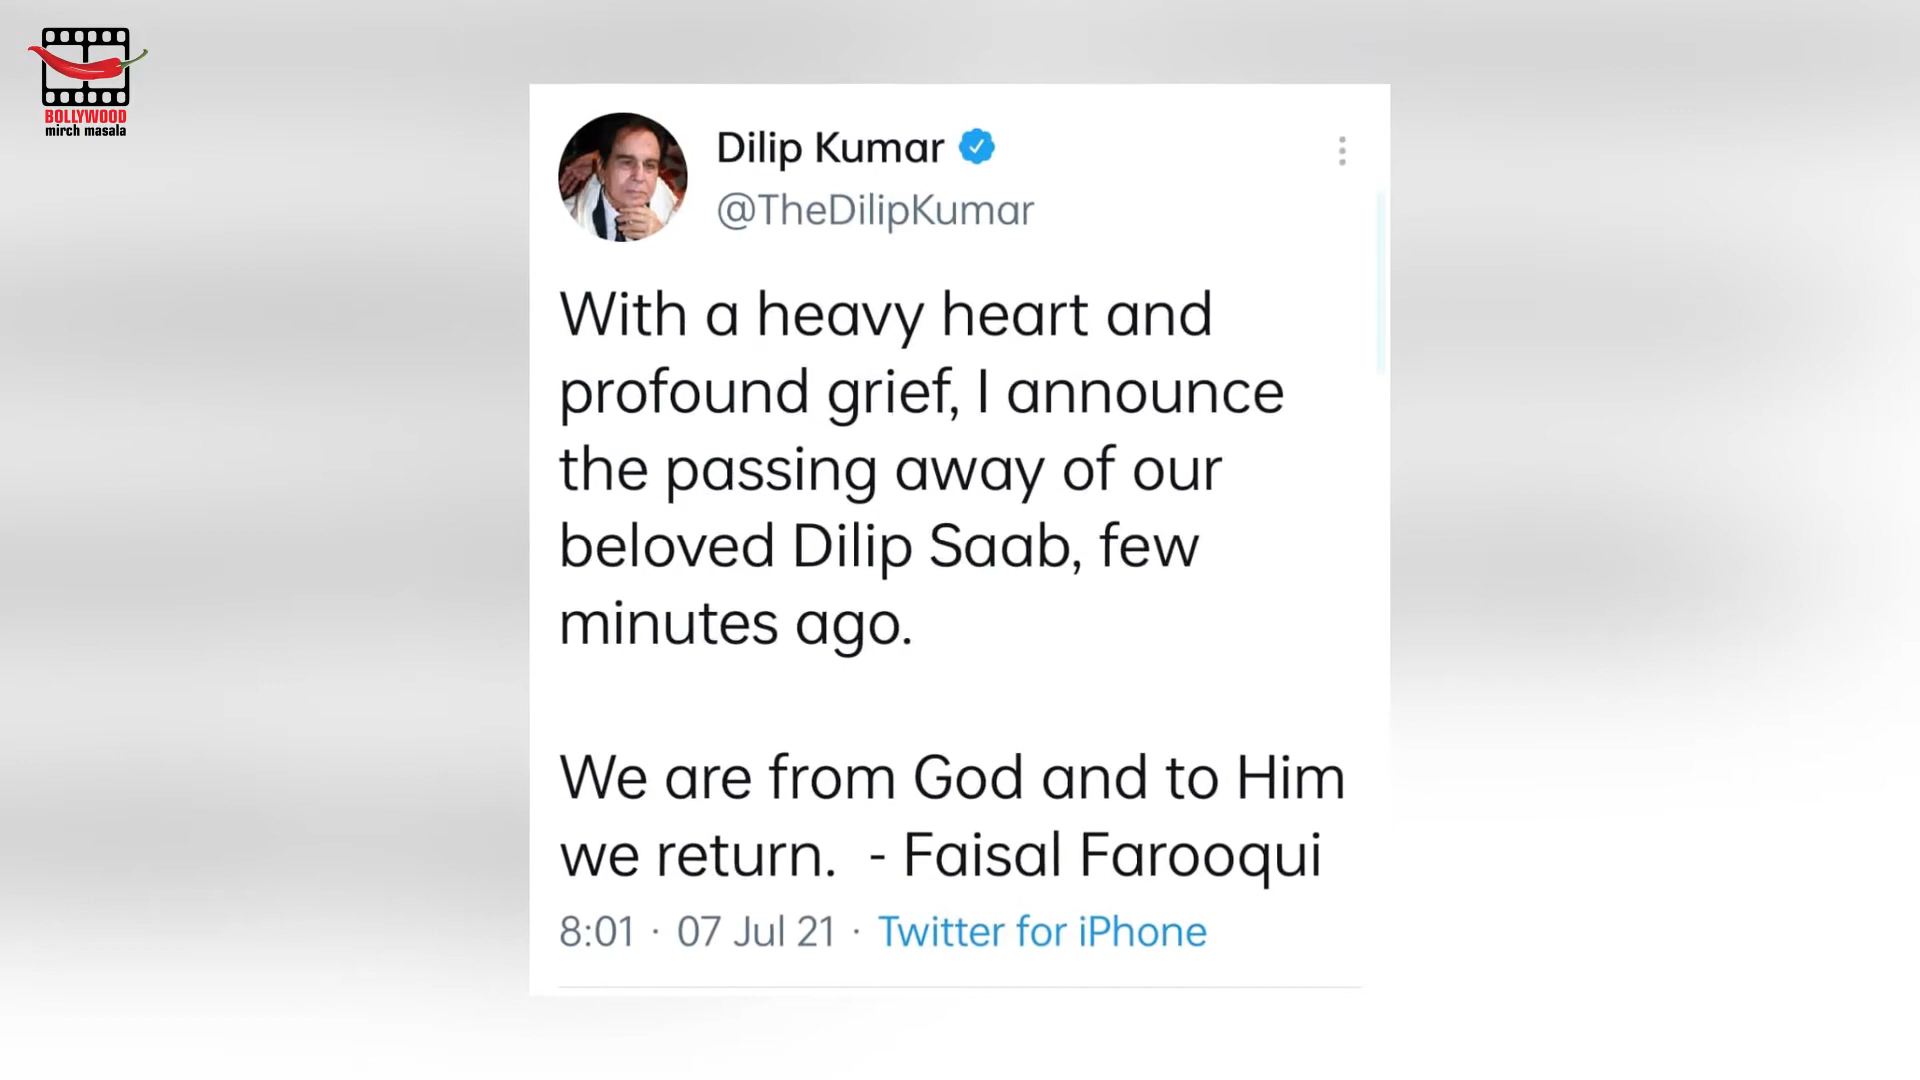 BOLLYWOOD
mirch masala
Dilip Kumar
@TheDilipKumar
With a heavy heart and
profound grief, I announce
the passing away of our
beloved Dilip Saab, few
minutes ago.
We are from God and to Him
we return.  - Faisal Farooqui
8:01 · 07 Jul 21 · Twitter for iPhone